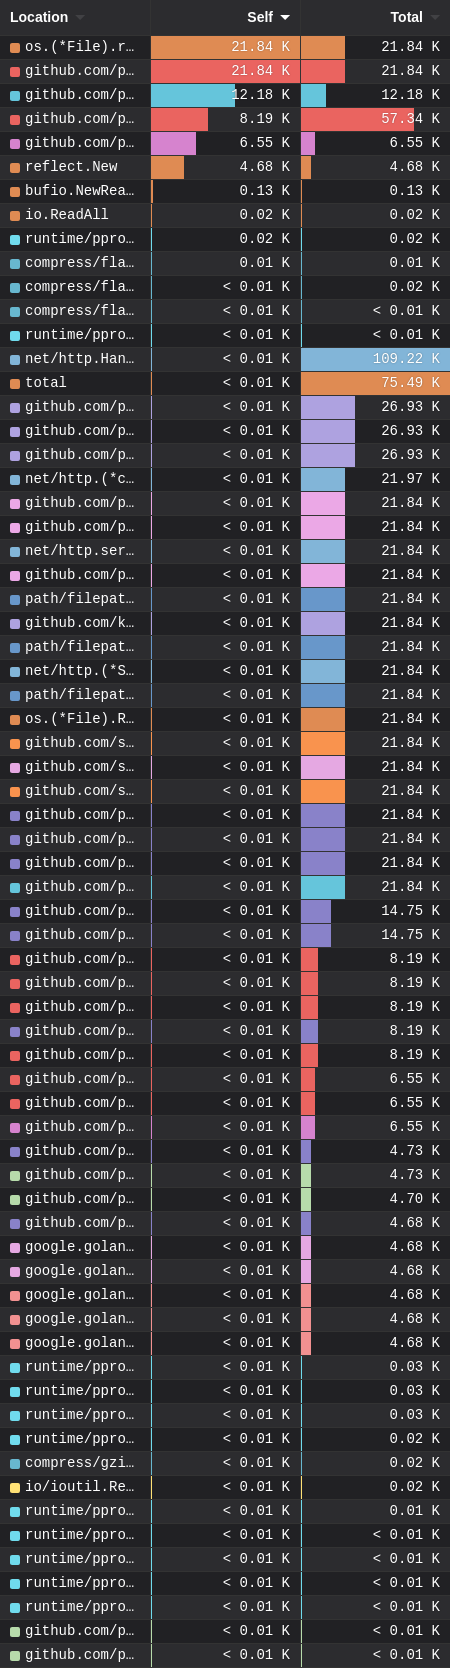 Location Self Total
os.(*File).r… 21.84 K 21.84 K
github.com/p… 21.84 K 21.84 K
github.com/p… 12.18 K 12.18 K
github.com/p… 8.19 K 57.34 K
github.com/p… 6.55 K 6.55 K
reflect.New 4.68 K 4.68 K
bufio.NewRea… 0.13 K 0.13 K
io.ReadAll 0.02 K 0.02 K
runtime/ppro… 0.02 K 0.02 K
compress/fla… 0.01 K 0.01 K
compress/fla… < 0.01 K 0.02 K
compress/fla… < 0.01 K < 0.01 K
runtime/ppro… < 0.01 K < 0.01 K
net/http.Han… < 0.01 K 109.22 K
total < 0.01 K 75.49 K
github.com/p… < 0.01 K 26.93 K
github.com/p… < 0.01 K 26.93 K
github.com/p… < 0.01 K 26.93 K
net/http.(*c… < 0.01 K 21.97 K
github.com/p… < 0.01 K 21.84 K
github.com/p… < 0.01 K 21.84 K
net/http.ser… < 0.01 K 21.84 K
github.com/p… < 0.01 K 21.84 K
path/filepat… < 0.01 K 21.84 K
github.com/k… < 0.01 K 21.84 K
path/filepat… < 0.01 K 21.84 K
net/http.(*S… < 0.01 K 21.84 K
path/filepat… < 0.01 K 21.84 K
os.(*File).R… < 0.01 K 21.84 K
github.com/s… < 0.01 K 21.84 K
github.com/s… < 0.01 K 21.84 K
github.com/s… < 0.01 K 21.84 K
github.com/p… < 0.01 K 21.84 K
github.com/p… < 0.01 K 21.84 K
github.com/p… < 0.01 K 21.84 K
github.com/p… < 0.01 K 21.84 K
github.com/p… < 0.01 K 14.75 K
github.com/p… < 0.01 K 14.75 K
github.com/p… < 0.01 K 8.19 K
github.com/p… < 0.01 K 8.19 K
github.com/p… < 0.01 K 8.19 K
github.com/p… < 0.01 K 8.19 K
github.com/p… < 0.01 K 8.19 K
github.com/p… < 0.01 K 6.55 K
github.com/p… < 0.01 K 6.55 K
github.com/p… < 0.01 K 6.55 K
github.com/p… < 0.01 K 4.73 K
github.com/p… < 0.01 K 4.73 K
github.com/p… < 0.01 K 4.70 K
github.com/p… < 0.01 K 4.68 K
google.golan… < 0.01 K 4.68 K
google.golan… < 0.01 K 4.68 K
google.golan… < 0.01 K 4.68 K
google.golan… < 0.01 K 4.68 K
google.golan… < 0.01 K 4.68 K
runtime/ppro… < 0.01 K 0.03 K
runtime/ppro… < 0.01 K 0.03 K
runtime/ppro… < 0.01 K 0.03 K
runtime/ppro… < 0.01 K 0.02 K
compress/gzi… < 0.01 K 0.02 K
io/ioutil.Re… < 0.01 K 0.02 K
runtime/ppro… < 0.01 K 0.01 K
runtime/ppro… < 0.01 K < 0.01 K
runtime/ppro… < 0.01 K < 0.01 K
runtime/ppro… < 0.01 K < 0.01 K
runtime/ppro… < 0.01 K < 0.01 K
github.com/p… < 0.01 K < 0.01 K
github.com/p… < 0.01 K < 0.01 K